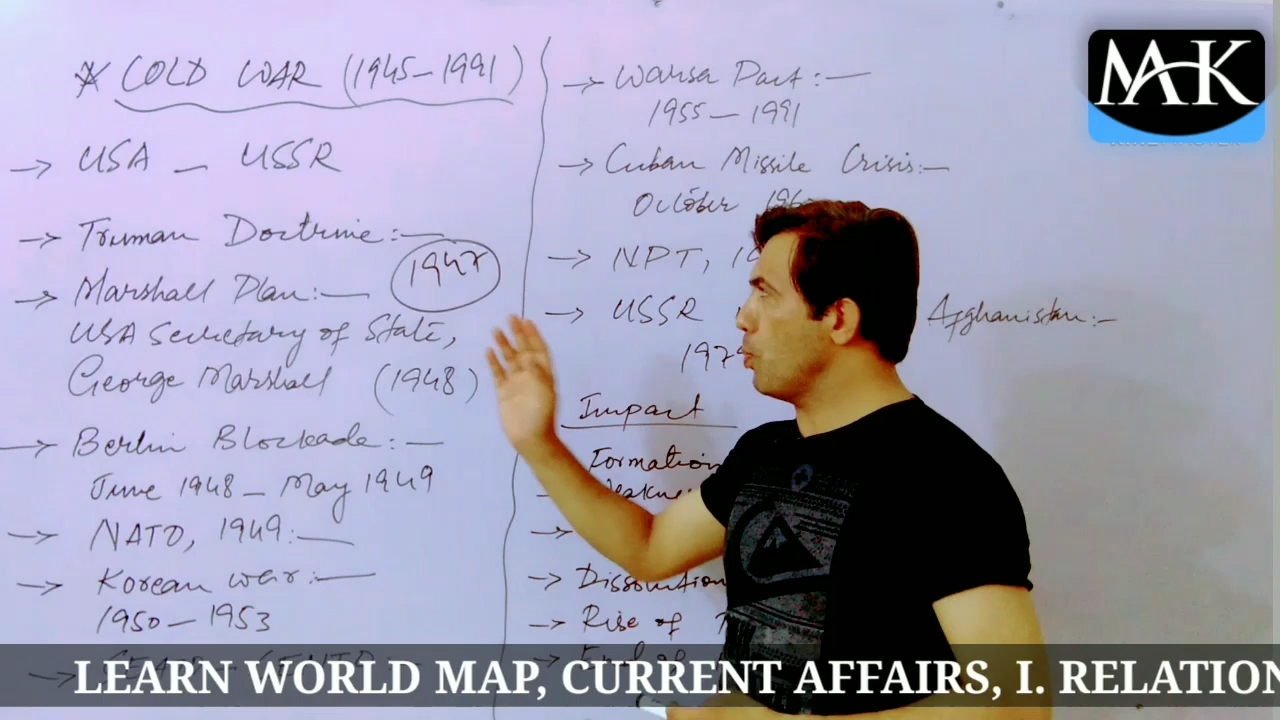 * COLD WAR (1945-1991)
→ USA - USSR
→ Truman Doctrine:-
1947
→ Marshall Plan:-
USA Secretary of State,
George Marshall (1948)
→ Berlin Blockade:-
June 1948 - May 1949
→ NATO, 1949:-
→ Korean war:-
1950 - 1953
→ Warsa Pact:-
1955 - 1991
→ Cuban Missile Crisis:-
October
→ NPT,
→ USSR Afghanistan:-
Impact
Formation
→
→ Dissolution
→ Rise of
MAK
LEARN WORLD MAP, CURRENT AFFAIRS, I. RELATION